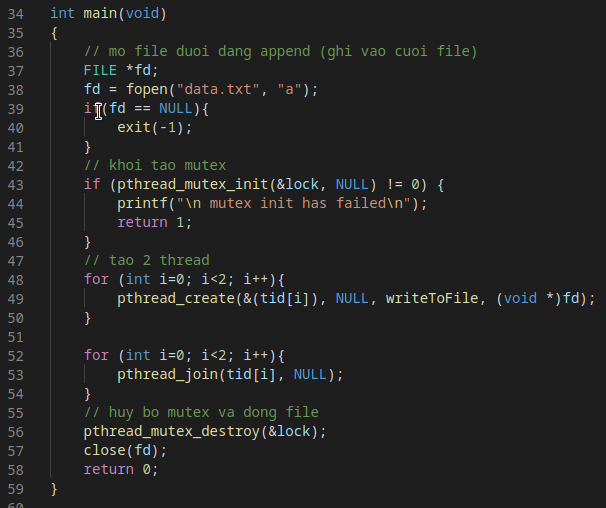 34 int main(void)
35 {
36 // mo file duoi dang append (ghi vao cuoi file)
37 FILE *fd;
38 fd = fopen("data.txt", "a");
39 if(fd == NULL){
40 exit(-1);
41 }
42 // khoi tao mutex
43 if (pthread_mutex_init(&lock, NULL) != 0) {
44 printf("\n mutex init has failed\n");
45 return 1;
46 }
47 // tao 2 thread
48 for (int i=0; i<2; i++){
49 pthread_create(&(tid[i]), NULL, writeToFile, (void *)fd);
50 }
51
52 for (int i=0; i<2; i++){
53 pthread_join(tid[i], NULL);
54 }
55 // huy bo mutex va dong file
56 pthread_mutex_destroy(&lock);
57 close(fd);
58 return 0;
59 }
60